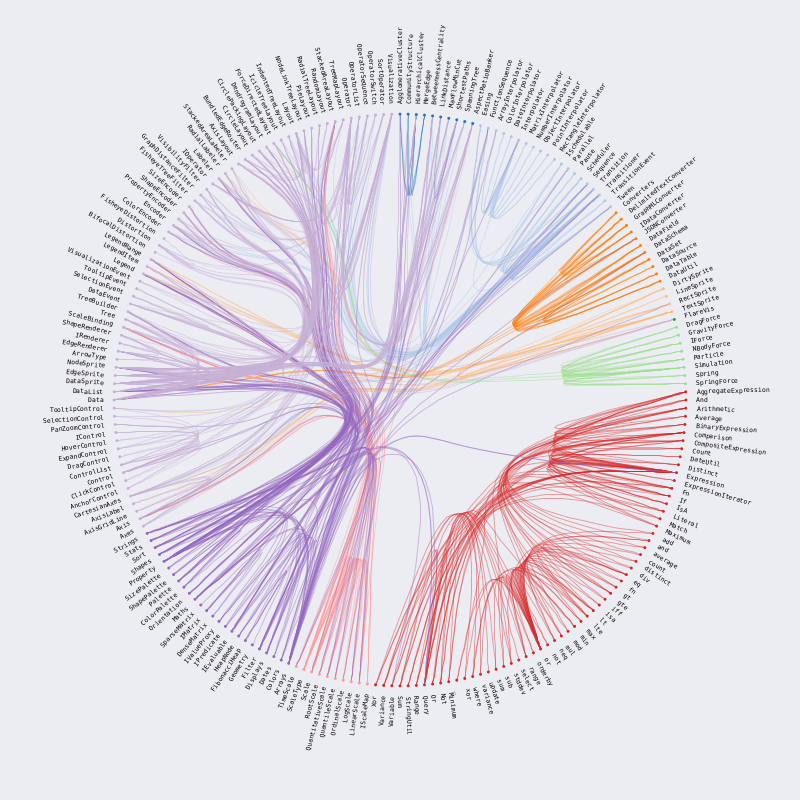 AgglomerativeCluster
CommunityStructure
HierarchicalCluster
MergeEdge
BetweennessCentrality
LinkDistance
MaxFlowMinCut
ShortestPaths
SpanningTree
AspectRatioBanker
Easing
FunctionSequence
ArrayInterpolator
ColorInterpolator
DateInterpolator
Interpolator
MatrixInterpolator
NumberInterpolator
ObjectInterpolator
PointInterpolator
RectangleInterpolator
ISchedulable
Parallel
Pause
Scheduler
Sequence
Transition
Transitioner
TransitionEvent
Tween
Converters
DelimitedTextConverter
GraphMLConverter
IDataConverter
JSONConverter
DataField
DataSchema
DataSet
DataSource
DataTable
DataUtil
DirtySprite
LineSprite
RectSprite
TextSprite
FlareVis
DragForce
GravityForce
IForce
NBodyForce
Particle
Simulation
Spring
SpringForce
AggregateExpression
And
Arithmetic
Average
BinaryExpression
Comparison
CompositeExpression
Count
DateUtil
Distinct
Expression
ExpressionIterator
Fn
If
IsA
Literal
Match
Maximum
add
and
average
count
distinct
div
eq
fn
gt
gte
iff
isa
lt
lte
max
min
mod
mul
neq
not
or
orderby
range
select
stddev
sub
sum
update
variance
where
xor
Minimum
Not
Or
Query
Range
StringUtil
Sum
Variable
Variance
Xor
IScaleMap
LinearScale
LogScale
OrdinalScale
QuantileScale
QuantitativeScale
RootScale
Scale
ScaleType
TimeScale
Arrays
Colors
Dates
Displays
Filter
Geometry
FibonacciHeap
HeapNode
IEvaluable
IPredicate
IValueProxy
DenseMatrix
IMatrix
SparseMatrix
Maths
Orientation
ColorPalette
Palette
ShapePalette
SizePalette
Property
Shapes
Sort
Stats
Strings
Axes
Axis
AxisGridLine
AxisLabel
CartesianAxes
AnchorControl
ClickControl
Control
ControlList
DragControl
ExpandControl
HoverControl
IControl
PanZoomControl
SelectionControl
TooltipControl
Data
DataList
DataSprite
EdgeSprite
NodeSprite
ArrowType
EdgeRenderer
IRenderer
ShapeRenderer
ScaleBinding
Tree
TreeBuilder
DataEvent
SelectionEvent
TooltipEvent
VisualizationEvent
Legend
LegendItem
LegendRange
BifocalDistortion
Distortion
FisheyeDistortion
ColorEncoder
Encoder
PropertyEncoder
ShapeEncoder
SizeEncoder
FisheyeTreeFilter
GraphDistanceFilter
VisibilityFilter
IOperator
Labeler
RadialLabeler
StackedAreaLabeler
AxisLayout
BundledEdgeRouter
CircleLayout
CirclePackingLayout
DendrogramLayout
ForceDirectedLayout
IcicleTreeLayout
IndentedTreeLayout
Layout
NodeLinkTreeLayout
PieLayout
RadialTreeLayout
RandomLayout
StackedAreaLayout
TreeMapLayout
Operator
OperatorList
OperatorSequence
OperatorSwitch
SortOperator
Visualization